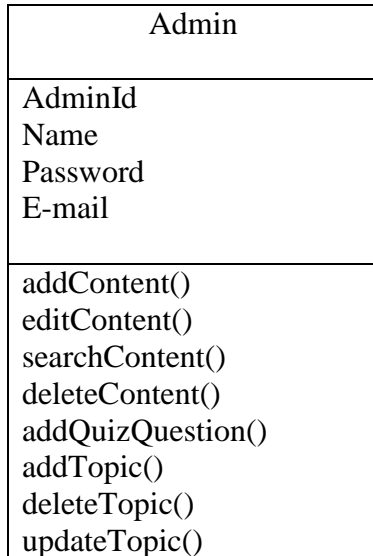 Admin
AdminId
Name
Password
E-mail
addContent()
editContent()
searchContent()
deleteContent()
addQuizQuestion()
addTopic()
deleteTopic()
updateTopic()